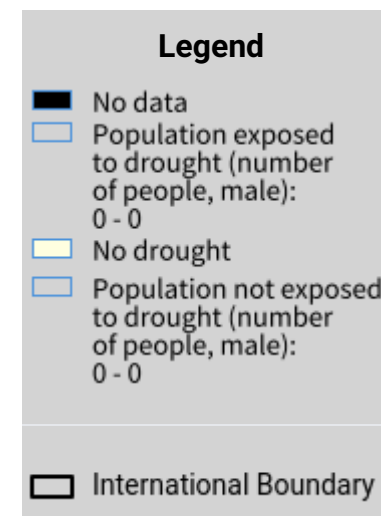 Legend
No data
Population exposed
to drought (number
of people, male):
0 - 0
No drought
Population not exposed
to drought (number
of people, male):
0 - 0
International Boundary